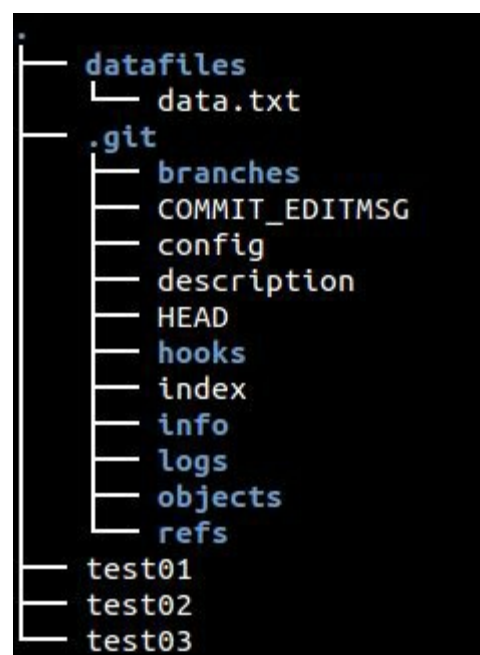 .
datafiles
data.txt
.git
branches
COMMIT_EDITMSG
config
description
HEAD
hooks
index
info
logs
objects
refs
test01
test02
test03